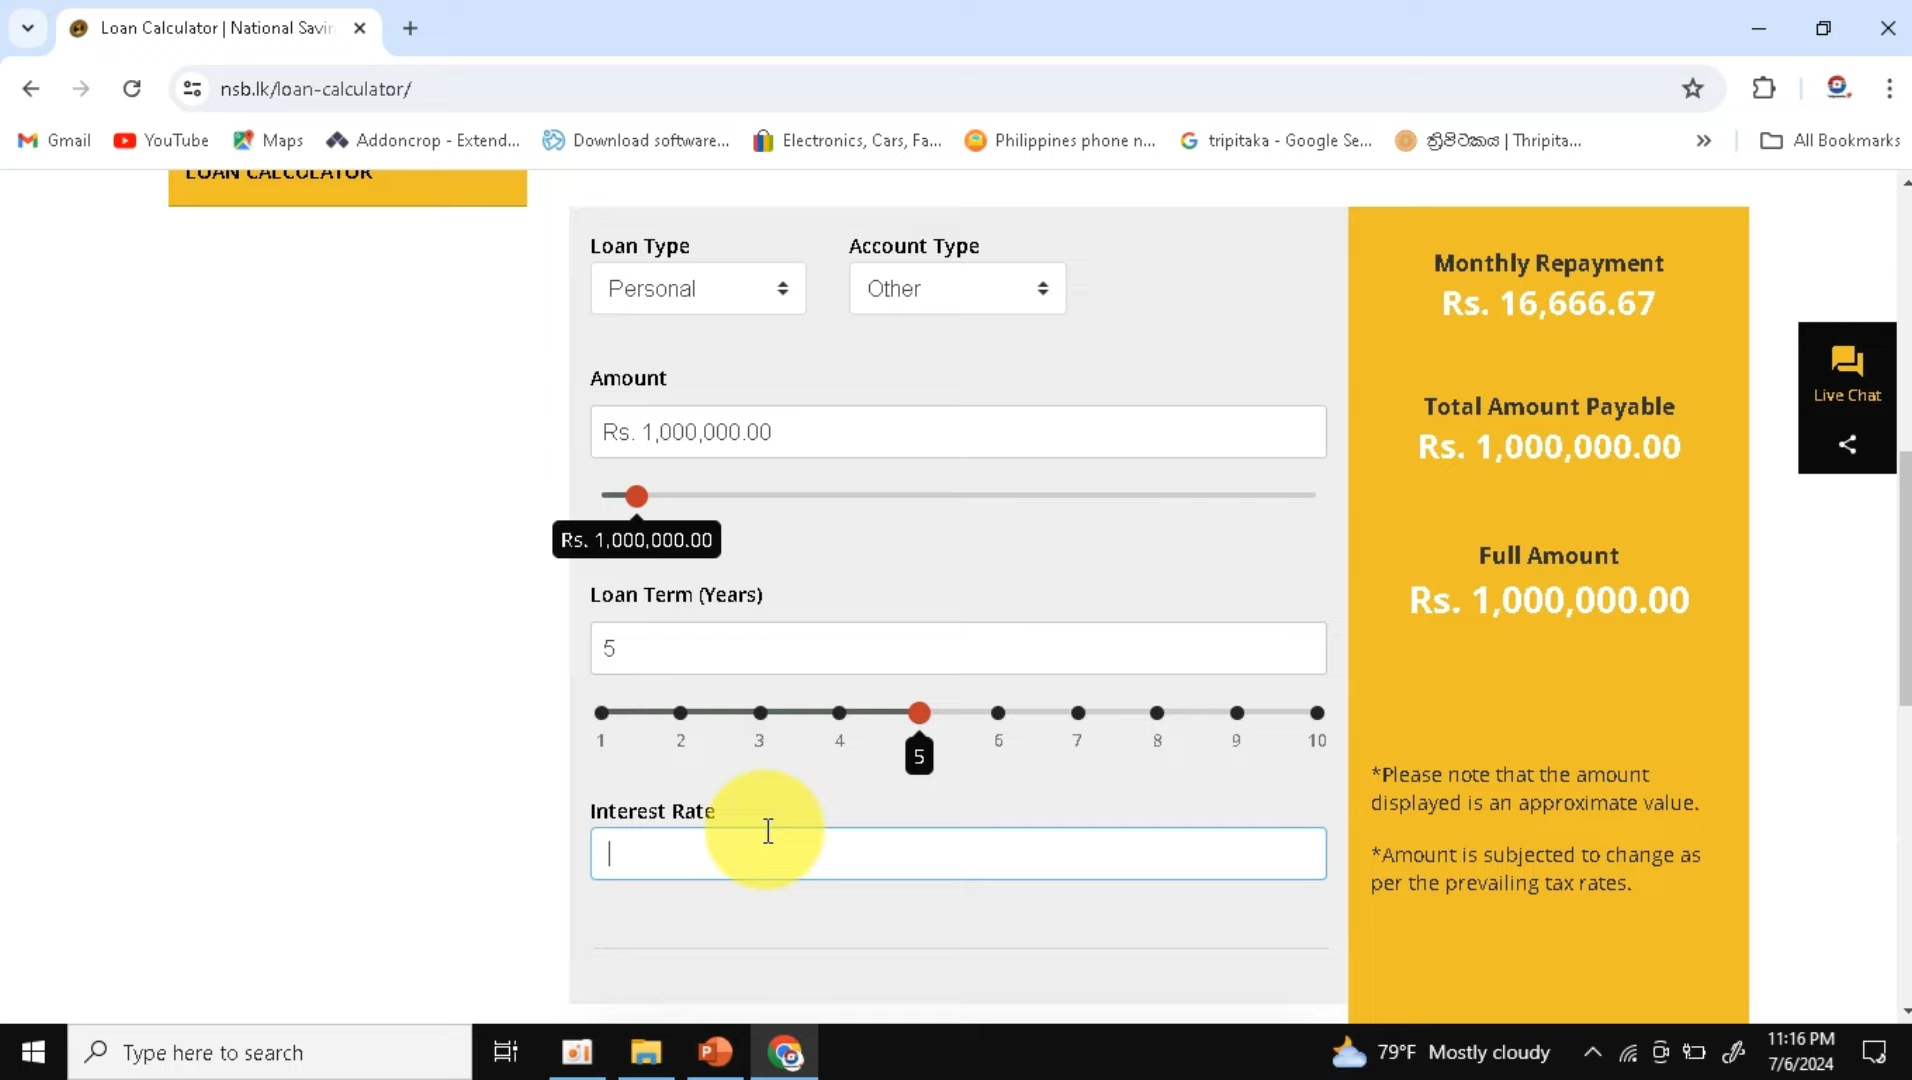 Loan Calculator | National Savin
nsb.lk/loan-calculator/
Gmail
YouTube
Maps
Addoncrop - Extend...
Download software...
Electronics, Cars, Fa...
Philippines phone n...
tripitaka - Google Se...
ත්‍රිපිටකය | Thripita...
All Bookmarks
LOAN CALCULATOR
Loan Type
Account Type
Personal
Other
Amount
Rs. 1,000,000.00
Rs. 1,000,000.00
Loan Term (Years)
5
1 2 3 4 6 7 8 9 10
5
Interest Rate
Monthly Repayment
Rs. 16,666.67
Total Amount Payable
Rs. 1,000,000.00
Full Amount
Rs. 1,000,000.00
*Please note that the amount
displayed is an approximate value.
*Amount is subjected to change as
per the prevailing tax rates.
Live Chat
Type here to search
79°F Mostly cloudy
11:16 PM
7/6/2024